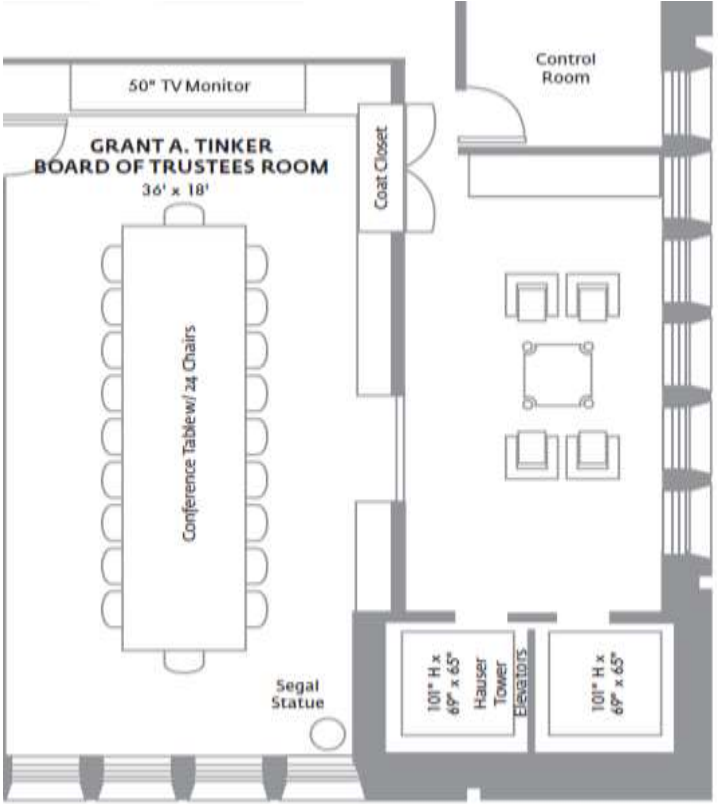 50" TV Monitor
Control
Room
GRANT A. TINKER
BOARD OF TRUSTEES ROOM
36' x 18'
Coat Closet
Conference Tablew/ 24 Chairs
Segal
Statue
101" H x
69" x 65"
Hauser
Tower
Elevators
101" H x
69" x 65"